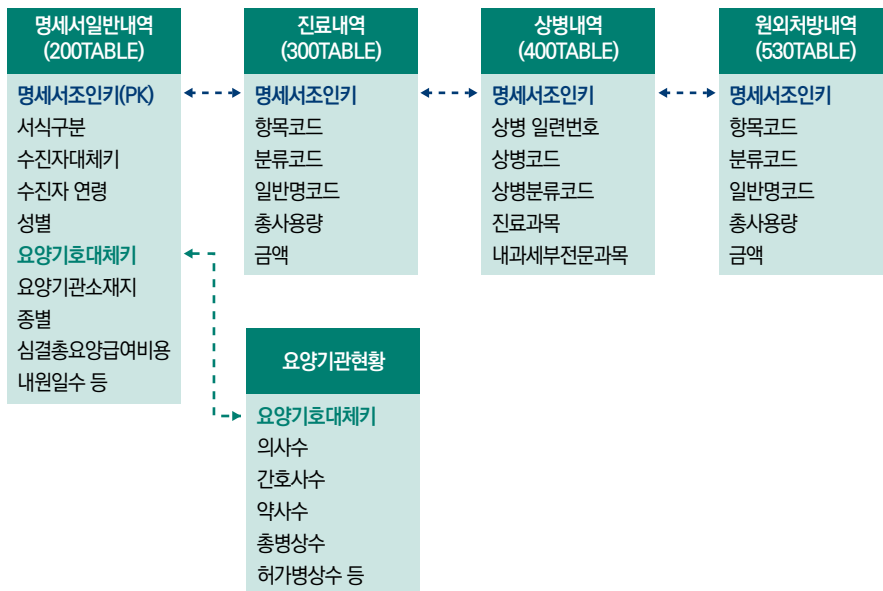 명세서일반내역
(200TABLE)
명세서조인키(PK)
서식구분
수진자대체키
수진자 연령
성별
요양기호대체키
요양기관소재지
종별
심결총요양급여비용
내원일수 등
진료내역
(300TABLE)
명세서조인키
항목코드
분류코드
일반명코드
총사용량
금액
상병내역
(400TABLE)
명세서조인키
상병 일련번호
상병코드
상병분류코드
진료과목
내과세부전문과목
원외처방내역
(530TABLE)
명세서조인키
항목코드
분류코드
일반명코드
총사용량
금액
요양기관현황
요양기호대체키
의사수
간호사수
약사수
총병상수
허가병상수 등